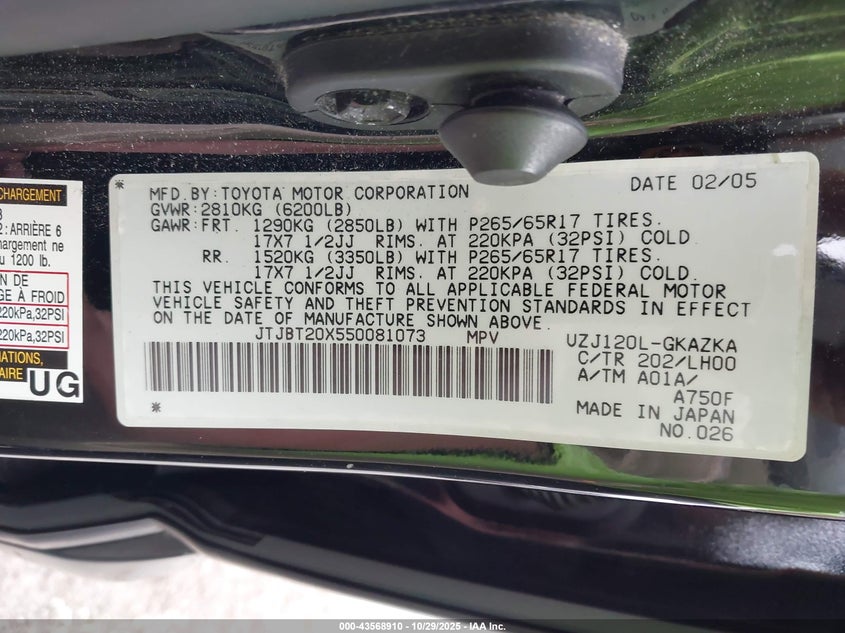 CHARGEMENT
2: ARRIÈRE 6
chargement ne
1200 lb.
DE
À FROID
220kPa,32PSI
220kPa,32PSI
UG
MFD.BY:TOYOTA MOTOR CORPORATION DATE 02/05
GVWR:2810KG (6200LB)
GAWR:FRT. 1290KG (2850LB) WITH P265/65R17 TIRES.
17X7 1/2JJ RIMS. AT 220KPA (32PSI) COLD.
RR. 1520KG (3350LB) WITH P265/65R17 TIRES.
17X7 1/2JJ RIMS. AT 220KPA (32PSI) COLD.
THIS VEHICLE CONFORMS TO ALL APPLICABLE FEDERAL MOTOR
VEHICLE SAFETY AND THEFT PREVENTION STANDARDS IN EFFECT
ON THE DATE OF MANUFACTURE SHOWN ABOVE.
JTJBT20X550081073 MPV UZJ120L-GKAZKA
C/TR 202/LH00
A/TM A01A/
A750F
MADE IN JAPAN
NO.026
000-43568910 | 10/29/2025 | IAA Inc.